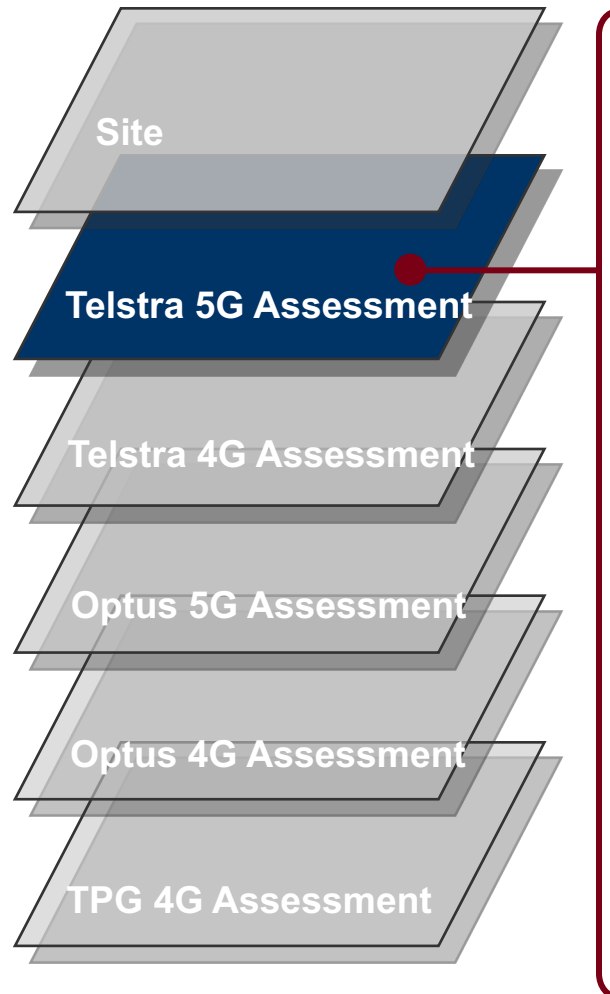 Site
Telstra 5G Assessment
Telstra 4G Assessment
Optus 5G Assessment
Optus 4G Assessment
TPG 4G Assessment